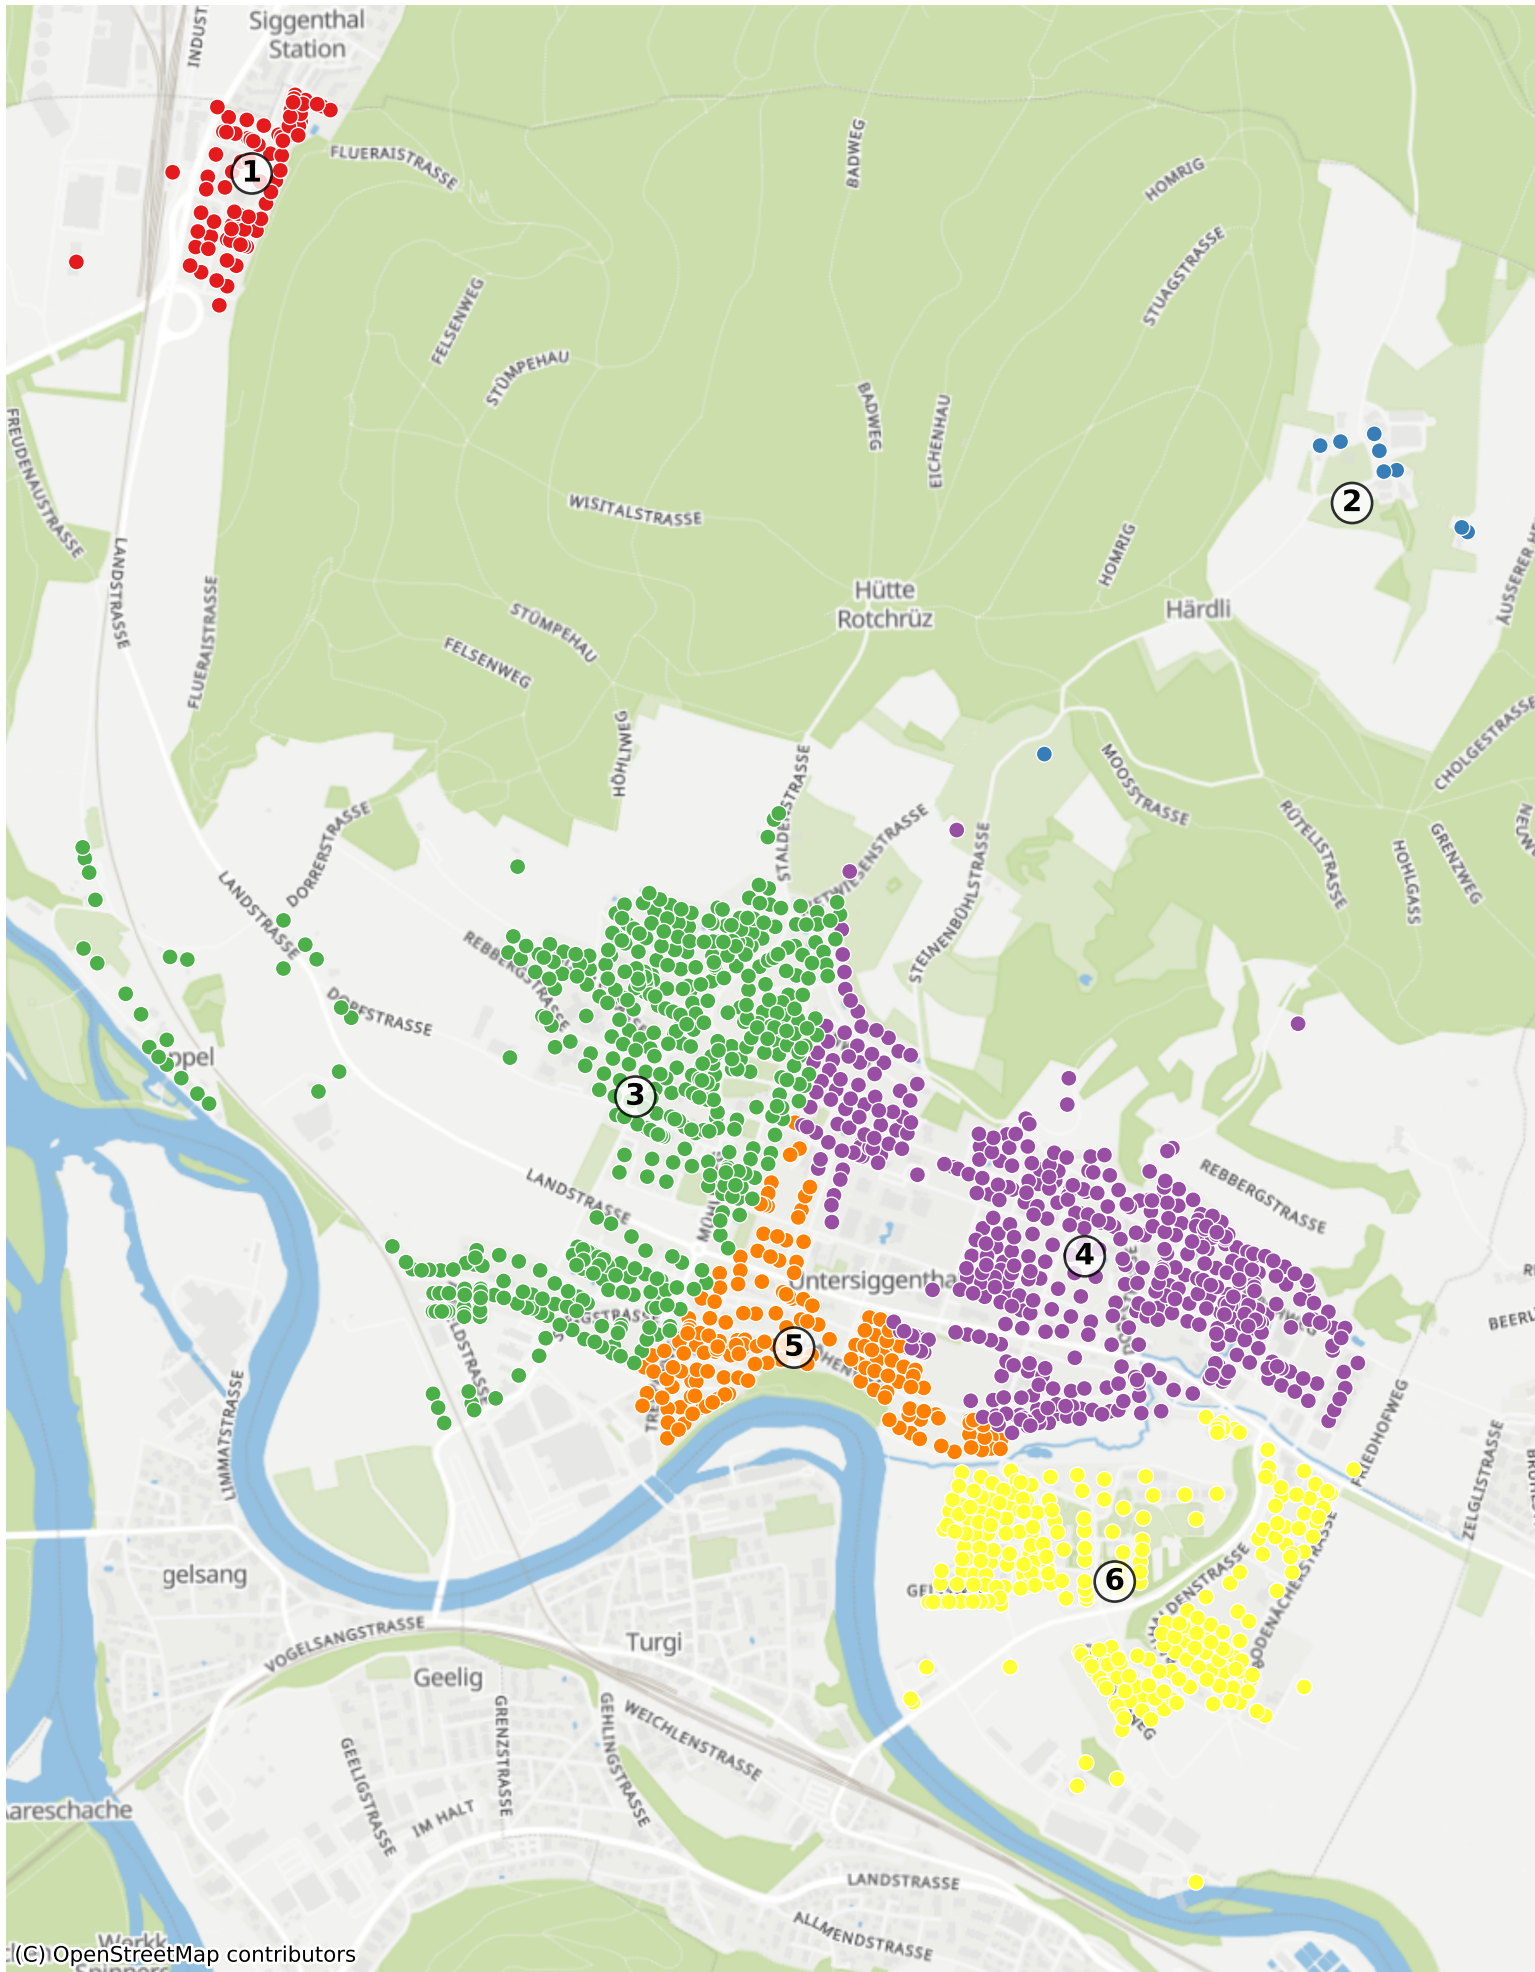 Siggenthal
Station
INDUST
FLUERAISTRASSE
BADWEG
HOMRIG
1
STUAGSTRASSE
FELSENWEG
STÜMPEHAU
BADWEG
EICHENHAU
FREUDENAUSTRASSE
2
WISITALSTRASSE
LANDSTRASSE
HOMRIG
Hütte
Rotchrüz
Härdli
FLUERAISTRASSE
STÜMPEHAU
FELSENWEG
HÖHLIWEG
STALDERSTRASSE
MOOSSTRASSE
CHOLGESTRASSE
DORRERSTRASSE
RÜTELISTRASSE
GRENZWEG
HOHLGASS
STEINENBÜHLSTRASSE
LANDSTRASSE
DORFSTRASSE
ppel
3
LANDSTRASSE
REBBERGSTRASSE
4
Untersiggentha
5
LIMMATSTRASSE
FRIEDHOFWEG
ZELGLISTRASSE
gelsang
6
VOGELSANGSTRASSE
Turgi
Geelig
GRENZSTRASSE
GEHLINGSTRASSE
WEICHLENSTRASSE
GEELIGSTRASSE
IM HALT
areschache
LANDSTRASSE
ALLMENDSTRASSE
(C) OpenStreetMap contributors